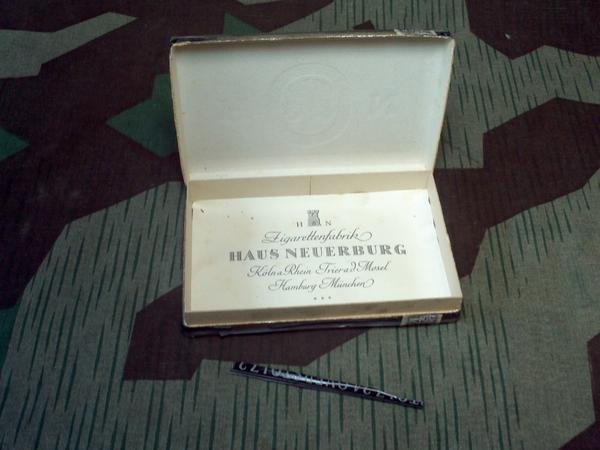 H N
Zigarettenfabrik
HAUS NEUERBURG
Köln a. Rhein Trier a. d. Mosel
Hamburg München